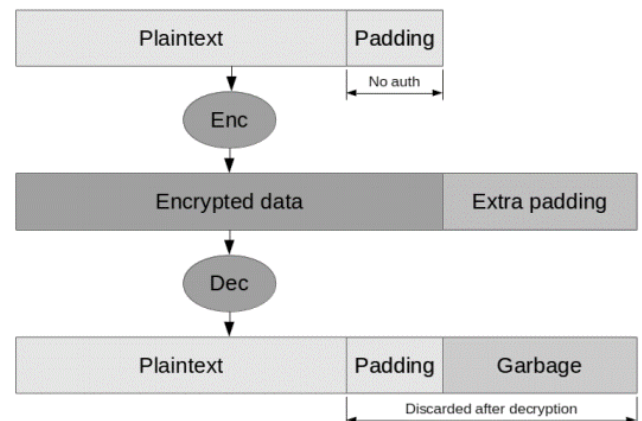 Plaintext Padding
No auth
Enc
Encrypted data Extra padding
Dec
Plaintext Padding Garbage
Discarded after decryption